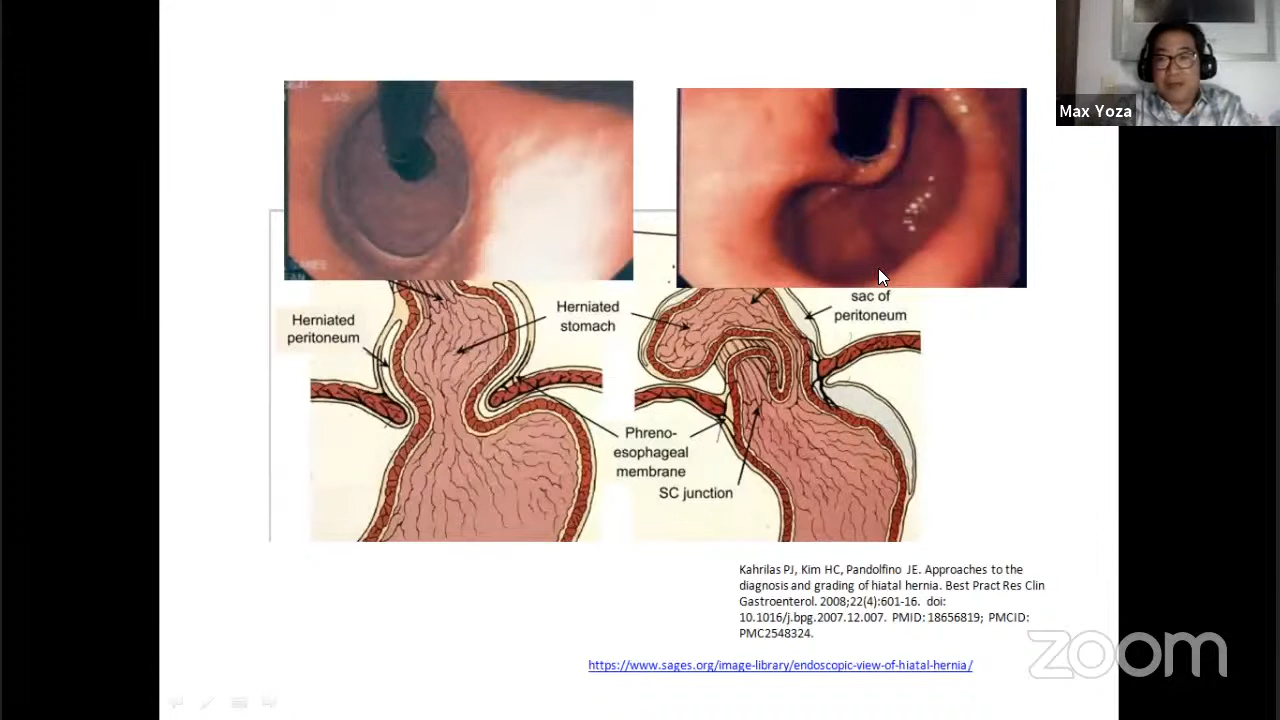 Max Yoza
Herniated
stomach
Herniated
peritoneum
sac of
peritoneum
Phreno-
esophageal
membrane
SC junction
Kahrilas PJ, Kim HC, Pandolfino JE. Approaches to the
diagnosis and grading of hiatal hernia. Best Pract Res Clin
Gastroenterol. 2008;22(4):601-16. doi:
10.1016/j.bpg.2007.12.007. PMID: 18656819; PMCID:
PMC2548324.
https://www.sages.org/image-library/endoscopic-view-of-hiatal-hernia/
zoom